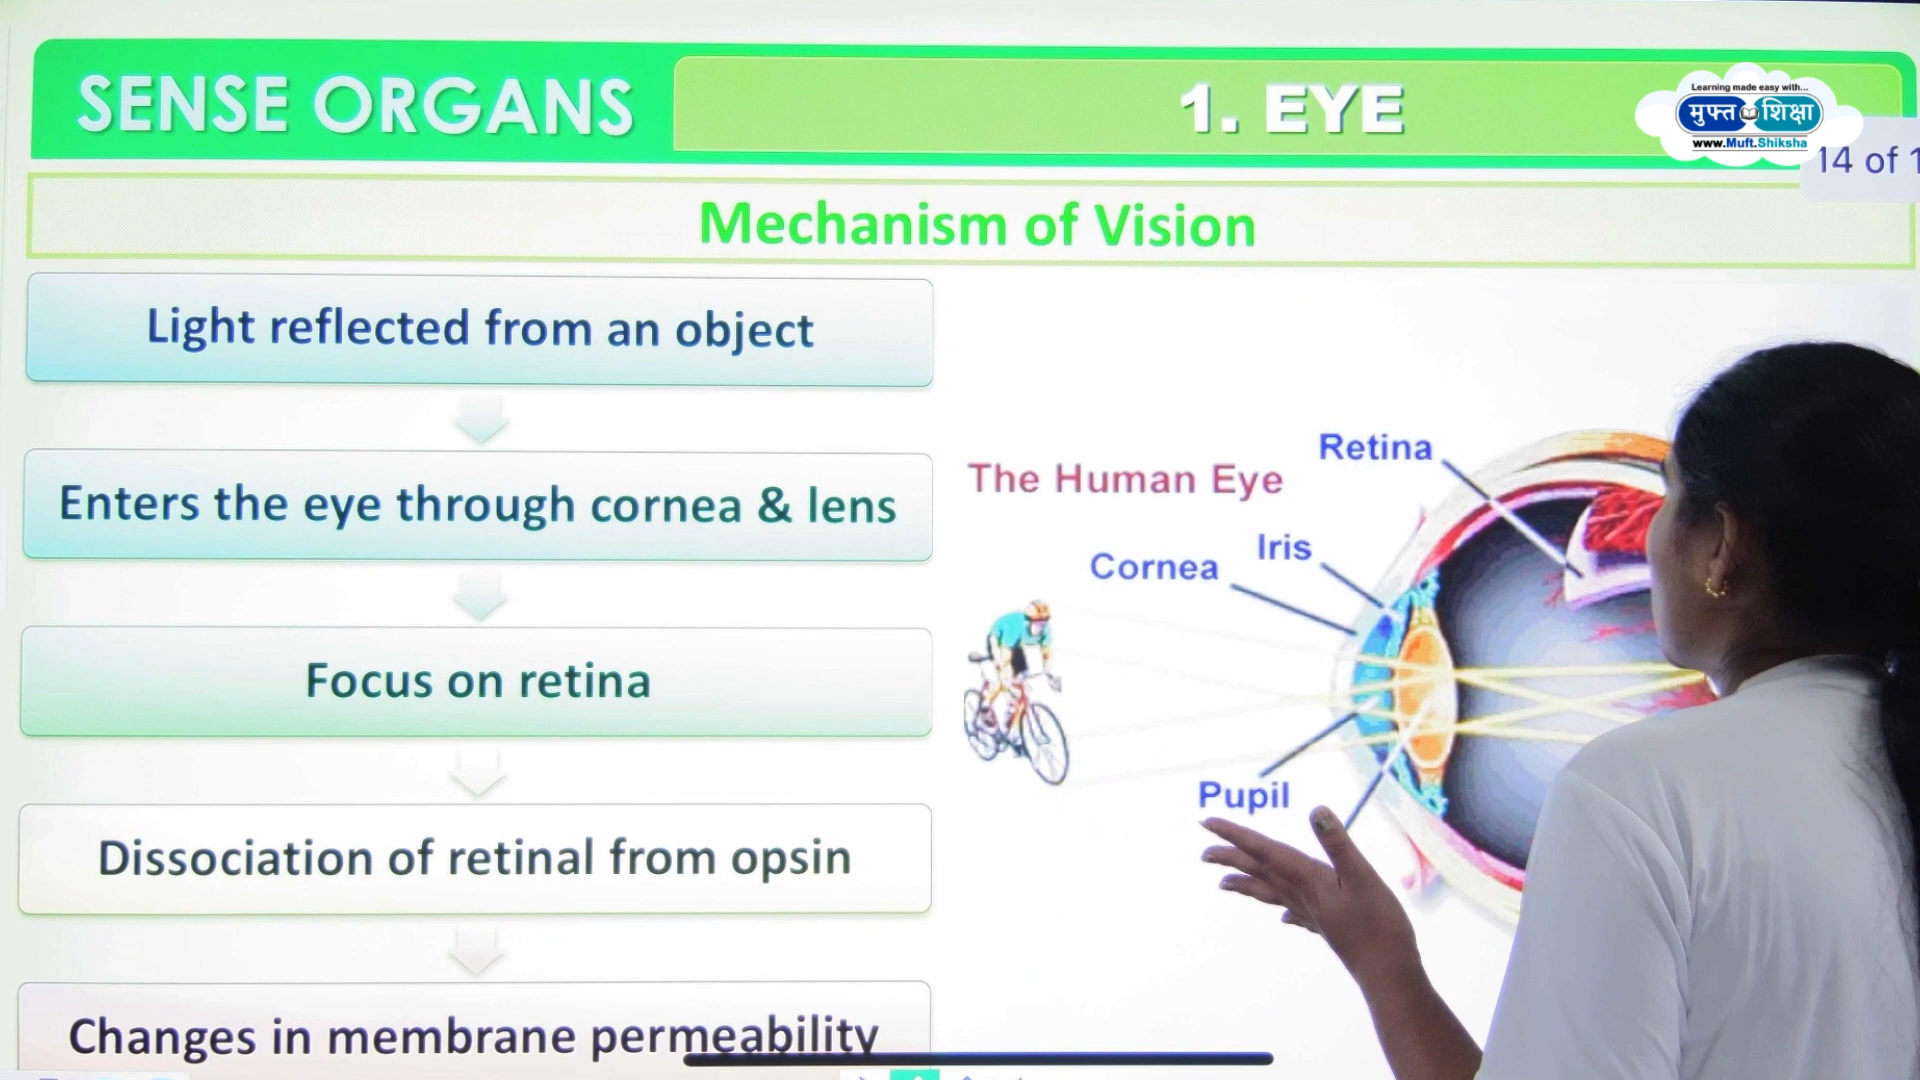 SENSE ORGANS
1. EYE
Learning made easy with...
मुफ्त शिक्षा
www.Muft.Shiksha
14 of 1
Mechanism of Vision
Light reflected from an object
Enters the eye through cornea & lens
Focus on retina
Dissociation of retinal from opsin
Changes in membrane permeability
The Human Eye
Retina
Iris
Cornea
Pupil